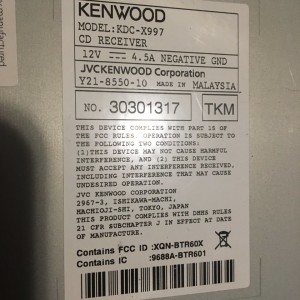 KENWOOD
MODEL:KDC-X997
CD RECEIVER
12V ⎓ 4.5A NEGATIVE GND
JVCKENWOOD Corporation
Y21-8550-10 MADE IN MALAYSIA
NO. 30301317 TKM
THIS DEVICE COMPLIES WITH PART 15 OF
THE FCC RULES OPERATION IS SUBJECT TO
THE FOLLOWING TWO CONDITIONS:
(1)THIS DEVICE MAY NOT CAUSE HARMFUL
INTERFERENCE, AND (2)THIS DEVICE
MUST ACCEPT ANY INTERFERENCE RECEIVED,
INCLUDING INTERFERENCE THAT MAY CAUSE
UNDESIRED OPERATION.
JVC KENWOOD CORPORATION
2967-3, ISHIKAWA-MACHI,
HACHIOJI-SHI, TOKYO, JAPAN
THIS PRODUCT COMPLIES WITH DHHS RULES
21 CFR SUBCHAPTER J IN EFFECT AT DATE
OF MANUFACTURE.
Contains FCC ID :XQN-BTR60X
Contains IC :9688A-BTR601